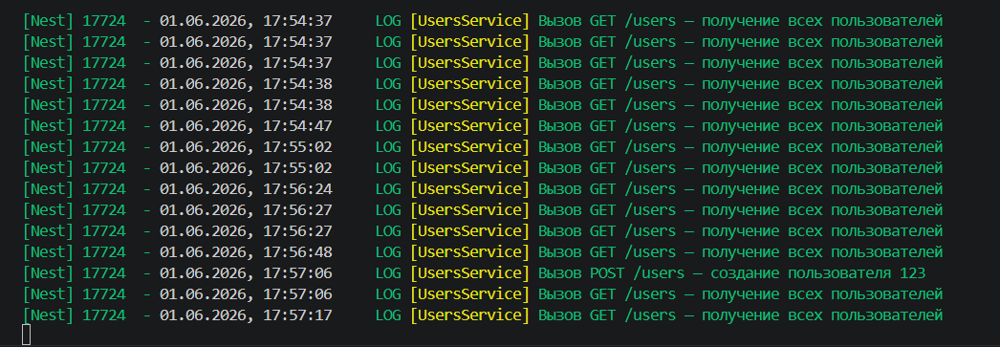 [Nest] 17724  - 01.06.2026, 17:54:37     LOG [UsersService] Вызов GET /users — получение всех пользователей
[Nest] 17724  - 01.06.2026, 17:54:37     LOG [UsersService] Вызов GET /users — получение всех пользователей
[Nest] 17724  - 01.06.2026, 17:54:37     LOG [UsersService] Вызов GET /users — получение всех пользователей
[Nest] 17724  - 01.06.2026, 17:54:38     LOG [UsersService] Вызов GET /users — получение всех пользователей
[Nest] 17724  - 01.06.2026, 17:54:38     LOG [UsersService] Вызов GET /users — получение всех пользователей
[Nest] 17724  - 01.06.2026, 17:54:47     LOG [UsersService] Вызов GET /users — получение всех пользователей
[Nest] 17724  - 01.06.2026, 17:55:02     LOG [UsersService] Вызов GET /users — получение всех пользователей
[Nest] 17724  - 01.06.2026, 17:55:02     LOG [UsersService] Вызов GET /users — получение всех пользователей
[Nest] 17724  - 01.06.2026, 17:56:24     LOG [UsersService] Вызов GET /users — получение всех пользователей
[Nest] 17724  - 01.06.2026, 17:56:27     LOG [UsersService] Вызов GET /users — получение всех пользователей
[Nest] 17724  - 01.06.2026, 17:56:27     LOG [UsersService] Вызов GET /users — получение всех пользователей
[Nest] 17724  - 01.06.2026, 17:56:48     LOG [UsersService] Вызов GET /users — получение всех пользователей
[Nest] 17724  - 01.06.2026, 17:57:06     LOG [UsersService] Вызов POST /users — создание пользователя 123
[Nest] 17724  - 01.06.2026, 17:57:06     LOG [UsersService] Вызов GET /users — получение всех пользователей
[Nest] 17724  - 01.06.2026, 17:57:17     LOG [UsersService] Вызов GET /users — получение всех пользователей